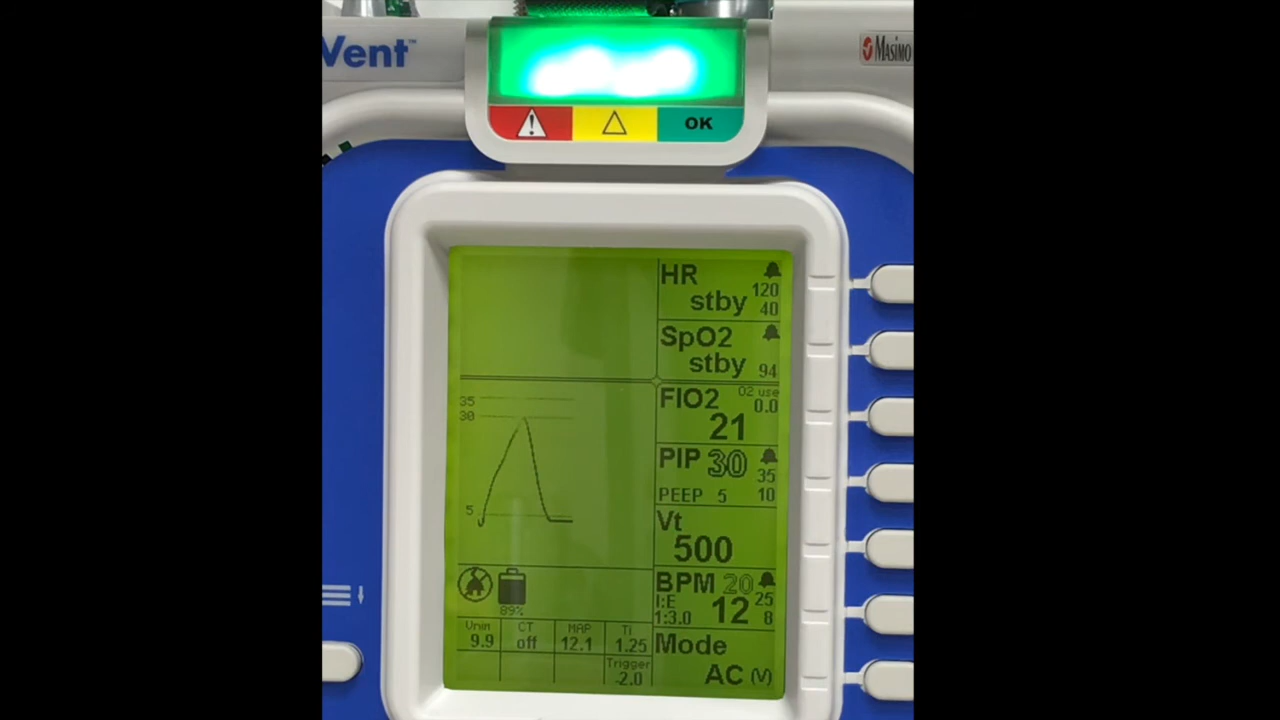 Vent™
MASIMO
OK
HR
stby
120
40
SpO2
stby
94
FIO2
O2 use
0.0
21
PIP 30
35
PEEP 5
10
Vt
500
BPM 20
25
I:E
1:3.0
12
8
Mode
AC (V)
35
30
5
89%
Vmin
9.9
CT
off
MAP
12.1
Ti
1.25
Trigger
-2.0